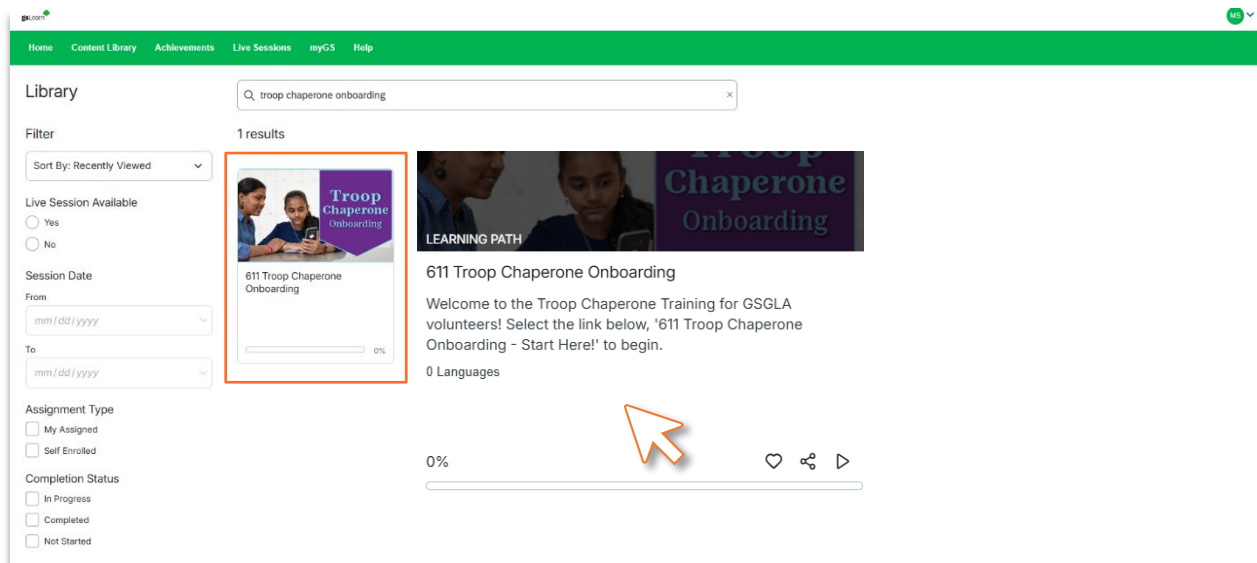 gsLearn
MS
Home Content Library Achievements Live Sessions myGS Help
Library
troop chaperone onboarding
Filter
1 results
Sort By: Recently Viewed
Live Session Available
Yes
No
Session Date
From
mm/dd/yyyy
To
mm/dd/yyyy
Assignment Type
My Assigned
Self Enrolled
Completion Status
In Progress
Completed
Not Started
Troop
Chaperone
Onboarding
611 Troop Chaperone
Onboarding
0%
Troop
Chaperone
Onboarding
LEARNING PATH
611 Troop Chaperone Onboarding
Welcome to the Troop Chaperone Training for GSGLA
volunteers! Select the link below, '611 Troop Chaperone
Onboarding - Start Here!' to begin.
0 Languages
0%